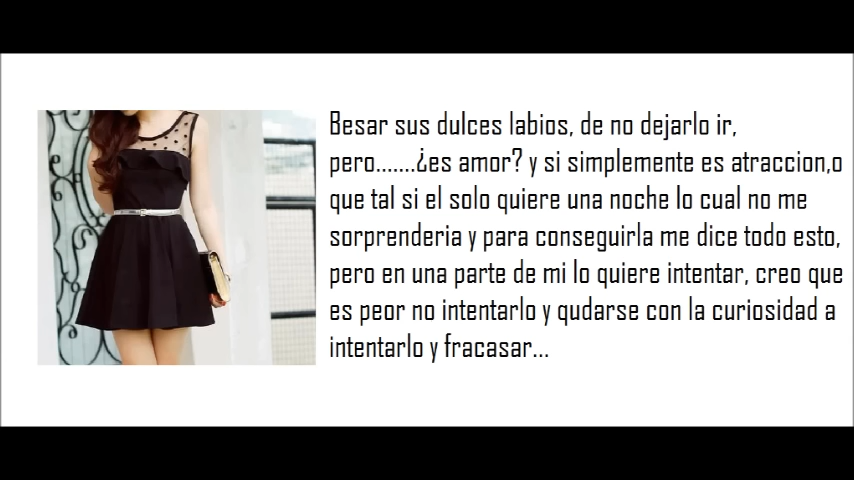 Besar sus dulces labios, de no dejarlo ir,
pero.......¿es amor? y si simplemente es atraccion,o
que tal si el solo quiere una noche lo cual no me
sorprenderia y para conseguirla me dice todo esto,
pero en una parte de mi lo quiere intentar, creo que
es peor no intentarlo y qudarse con la curiosidad a
intentarlo y fracasar...